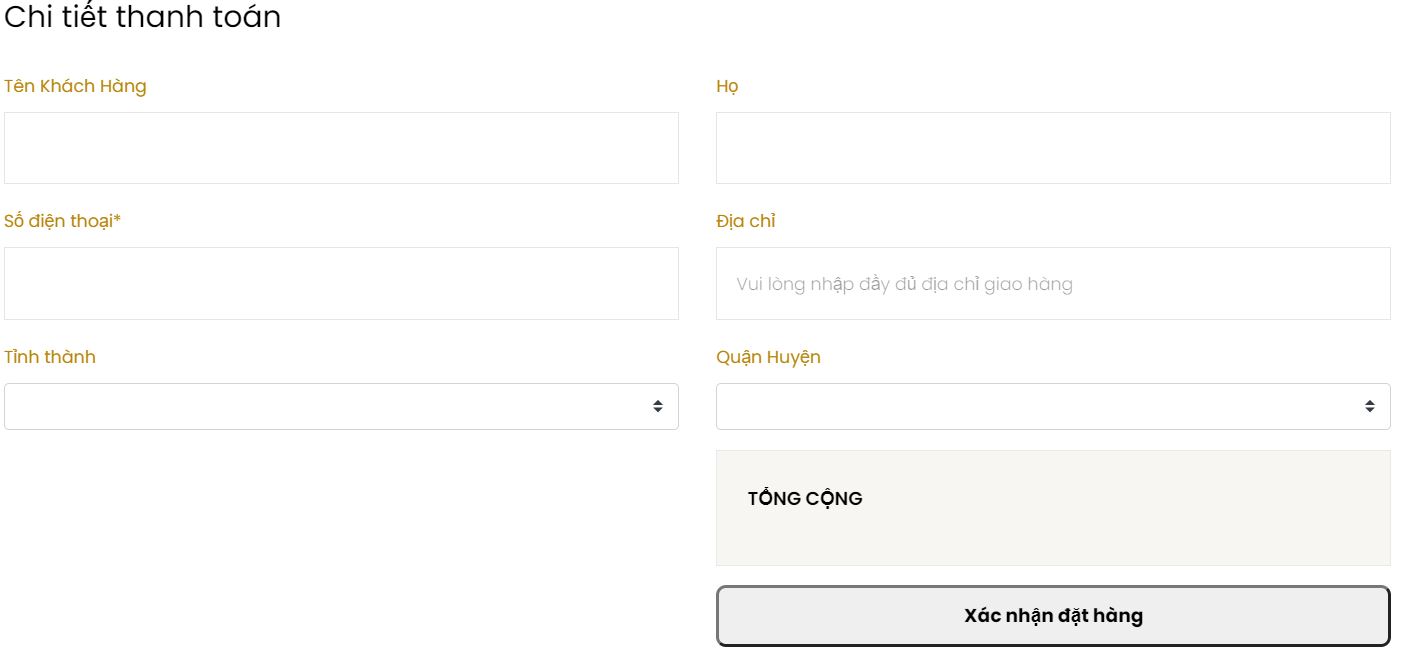 Chi tiết thanh toán
Tên Khách Hàng
Họ
Số điện thoại*
Địa chỉ
Vui lòng nhập đầy đủ địa chỉ giao hàng
Tỉnh thành
Quận Huyện
TỔNG CỘNG
Xác nhận đặt hàng